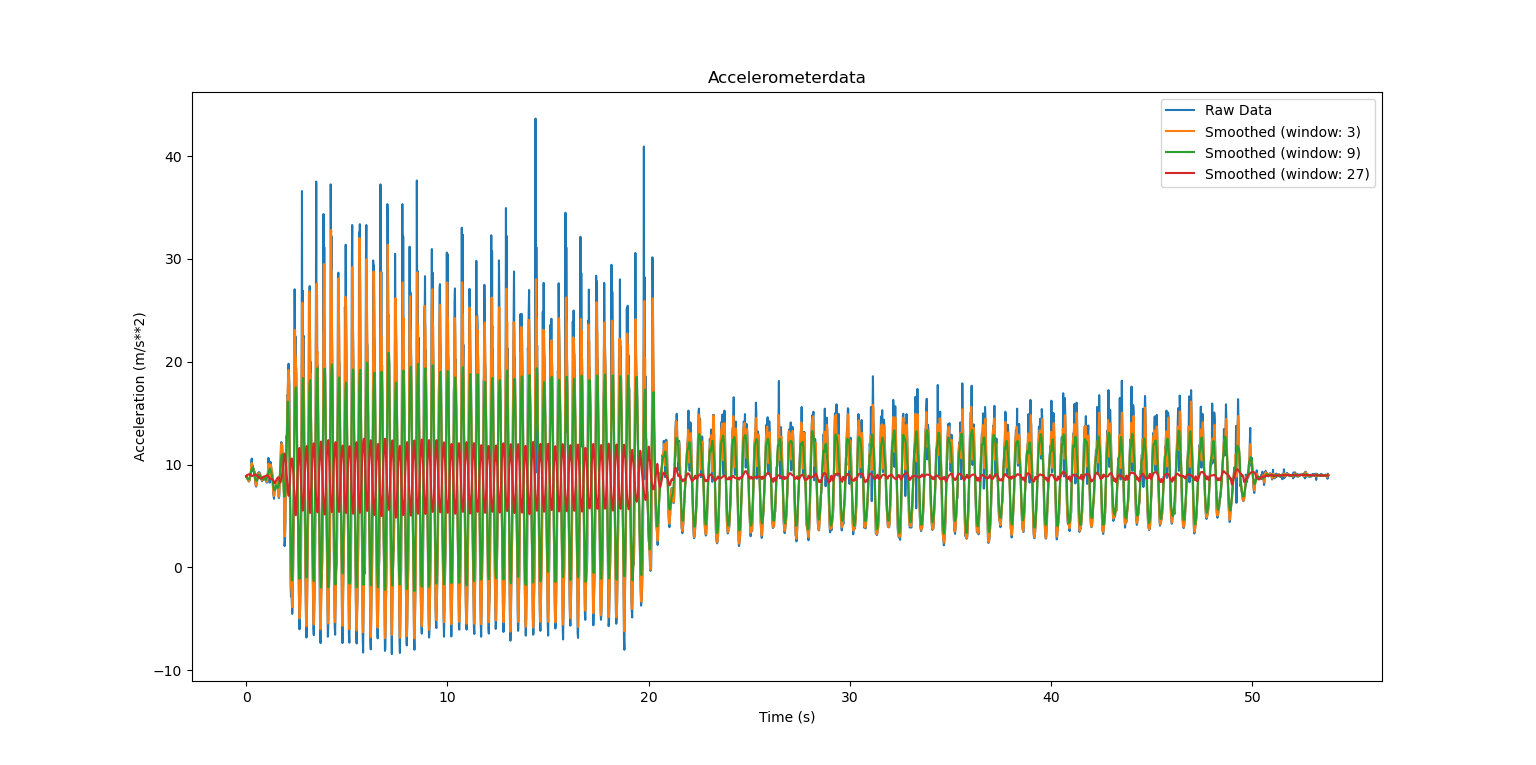 Accelerometerdata
Raw Data
Smoothed (window: 3)
Smoothed (window: 9)
Smoothed (window: 27)
40
30
20
10
0
−10
Acceleration (m/s**2)
0 10 20 30 40 50
Time (s)